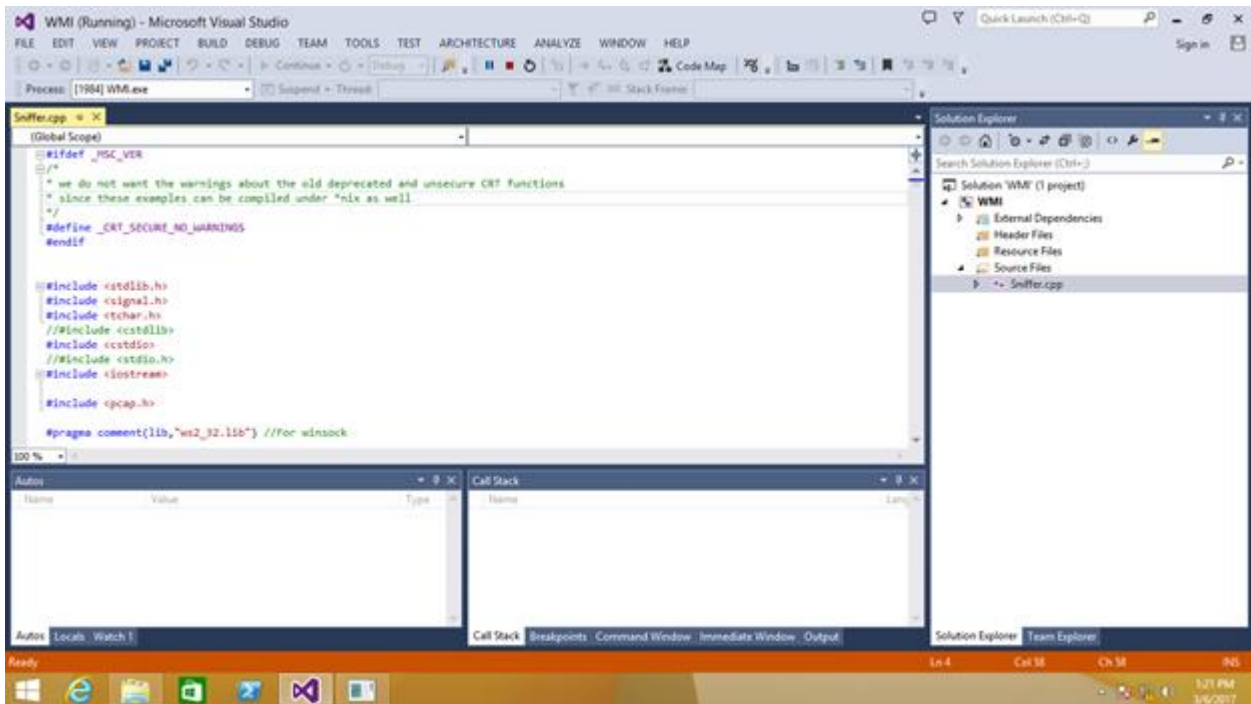 WMI (Running) - Microsoft Visual Studio
Quick Launch (Ctrl+Q)
FILE EDIT VIEW PROJECT BUILD DEBUG TEAM TOOLS TEST ARCHITECTURE ANALYZE WINDOW HELP
Sign in
Continue
Debug
Code Map
Process: [1984] WMI.exe
Suspend
Thread:
Stack Frame:
Sniffer.cpp
(Global Scope)
#ifdef _MSC_VER
/*
* we do not want the warnings about the old deprecated and unsecure CRT functions
* since these examples can be compiled under *nix as well
*/
#define _CRT_SECURE_NO_WARNINGS
#endif
#include <stdlib.h>
#include <signal.h>
#include <tchar.h>
//#include <cstdlib>
#include <cstdio>
//#include <stdio.h>
#include <iostream>
#include <pcap.h>
#pragma comment(lib,"ws2_32.lib") //For winsock
100 %
Solution Explorer
Search Solution Explorer (Ctrl+;)
Solution 'WMI' (1 project)
WMI
External Dependencies
Header Files
Resource Files
Source Files
Sniffer.cpp
Autos
Name Value Type
Autos Locals Watch 1
Call Stack
Name Lang
Call Stack Breakpoints Command Window Immediate Window Output
Solution Explorer Team Explorer
Ready
Ln 4 Col 58 Ch 58 INS
1:21 PM
3/6/2017